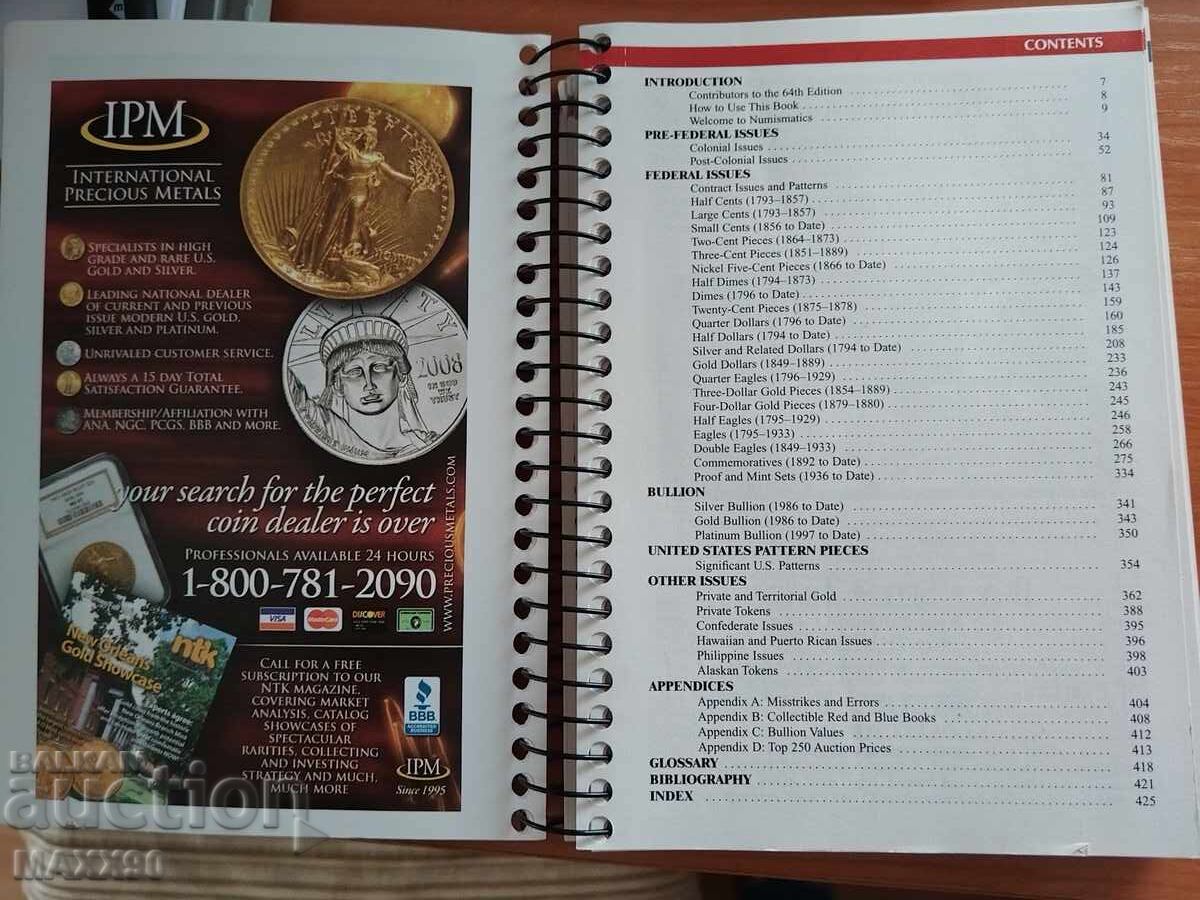 IPM
INTERNATIONAL
PRECIOUS METALS
SPECIALISTS IN HIGH
GRADE AND RARE U.S.
GOLD AND SILVER.
LEADING NATIONAL DEALER
OF CURRENT AND PREVIOUS
ISSUE MODERN U.S. GOLD,
SILVER AND PLATINUM.
UNRIVALED CUSTOMER SERVICE.
ALWAYS A 15 DAY TOTAL
SATISFACTION GUARANTEE.
MEMBERSHIP/AFFILIATION WITH
ANA, NGC, PCGS, BBB AND MORE.
LIBERTY
LIBERTY
2008
IN GOD
WE
TRUST
your search for the perfect
coin dealer is over
PROFESSIONALS AVAILABLE 24 HOURS
1-800-781-2090
VISA
MasterCard
DISCOVER
WWW.PRECIOUSMETALS.COM
ntk
New Orleans
Gold Showcase
CALL FOR A FREE
SUBSCRIPTION TO OUR
NTK MAGAZINE,
COVERING MARKET
ANALYSIS, CATALOG
SHOWCASES OF
SPECTACULAR
RARITIES, COLLECTING
AND INVESTING
STRATEGY AND MUCH,
MUCH MORE
BBB
ACCREDITED
BUSINESS
IPM
Since 1995
CONTENTS
INTRODUCTION
Contributors to the 64th Edition 7
How to Use This Book 8
Welcome to Numismatics 9
PRE-FEDERAL ISSUES
Colonial Issues 34
Post-Colonial Issues 52
FEDERAL ISSUES
Contract Issues and Patterns 81
Half Cents (1793–1857) 87
Large Cents (1793–1857) 93
Small Cents (1856 to Date) 109
Two-Cent Pieces (1864–1873) 123
Three-Cent Pieces (1851–1889) 124
Nickel Five-Cent Pieces (1866 to Date) 126
Half Dimes (1794–1873) 137
Dimes (1796 to Date) 143
Twenty-Cent Pieces (1875–1878) 159
Quarter Dollars (1796 to Date) 160
Half Dollars (1794 to Date) 185
Silver and Related Dollars (1794 to Date) 208
Gold Dollars (1849–1889) 233
Quarter Eagles (1796–1929) 236
Three-Dollar Gold Pieces (1854–1889) 243
Four-Dollar Gold Pieces (1879–1880) 245
Half Eagles (1795–1929) 246
Eagles (1795–1933) 258
Double Eagles (1849–1933) 266
Commemoratives (1892 to Date) 275
Proof and Mint Sets (1936 to Date) 334
BULLION
Silver Bullion (1986 to Date) 341
Gold Bullion (1986 to Date) 343
Platinum Bullion (1997 to Date) 350
UNITED STATES PATTERN PIECES
Significant U.S. Patterns 354
OTHER ISSUES
Private and Territorial Gold 362
Private Tokens 388
Confederate Issues 395
Hawaiian and Puerto Rican Issues 396
Philippine Issues 398
Alaskan Tokens 403
APPENDICES
Appendix A: Misstrikes and Errors 404
Appendix B: Collectible Red and Blue Books 408
Appendix C: Bullion Values 412
Appendix D: Top 250 Auction Prices 413
GLOSSARY 418
BIBLIOGRAPHY 421
INDEX 425
BALKAN
auction
MAXX90